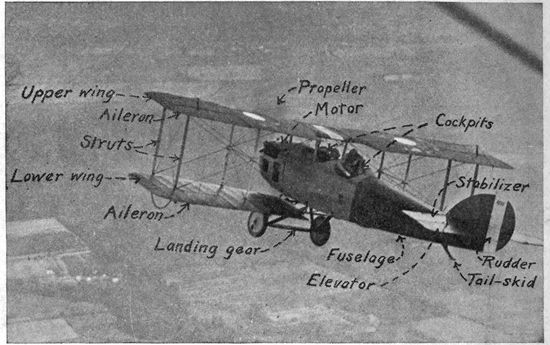 Propeller
Upper wing
Motor
Aileron
Cockpits
Struts
Lower wing
Stabilizer
Aileron
Landing gear
Fuselage
Rudder
Elevator
Tail-skid